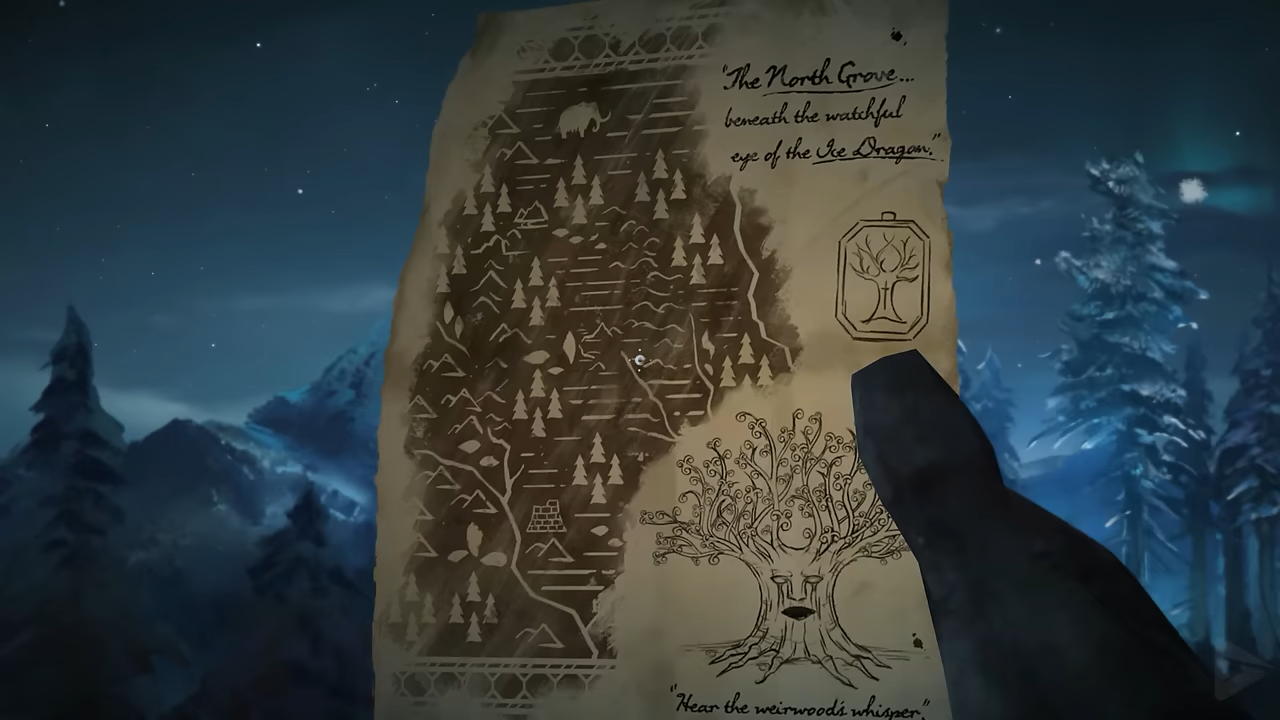 "The North Grove...
beneath the watchful
eye of the Ice Dragon."
"Hear the weirwood's whisper."